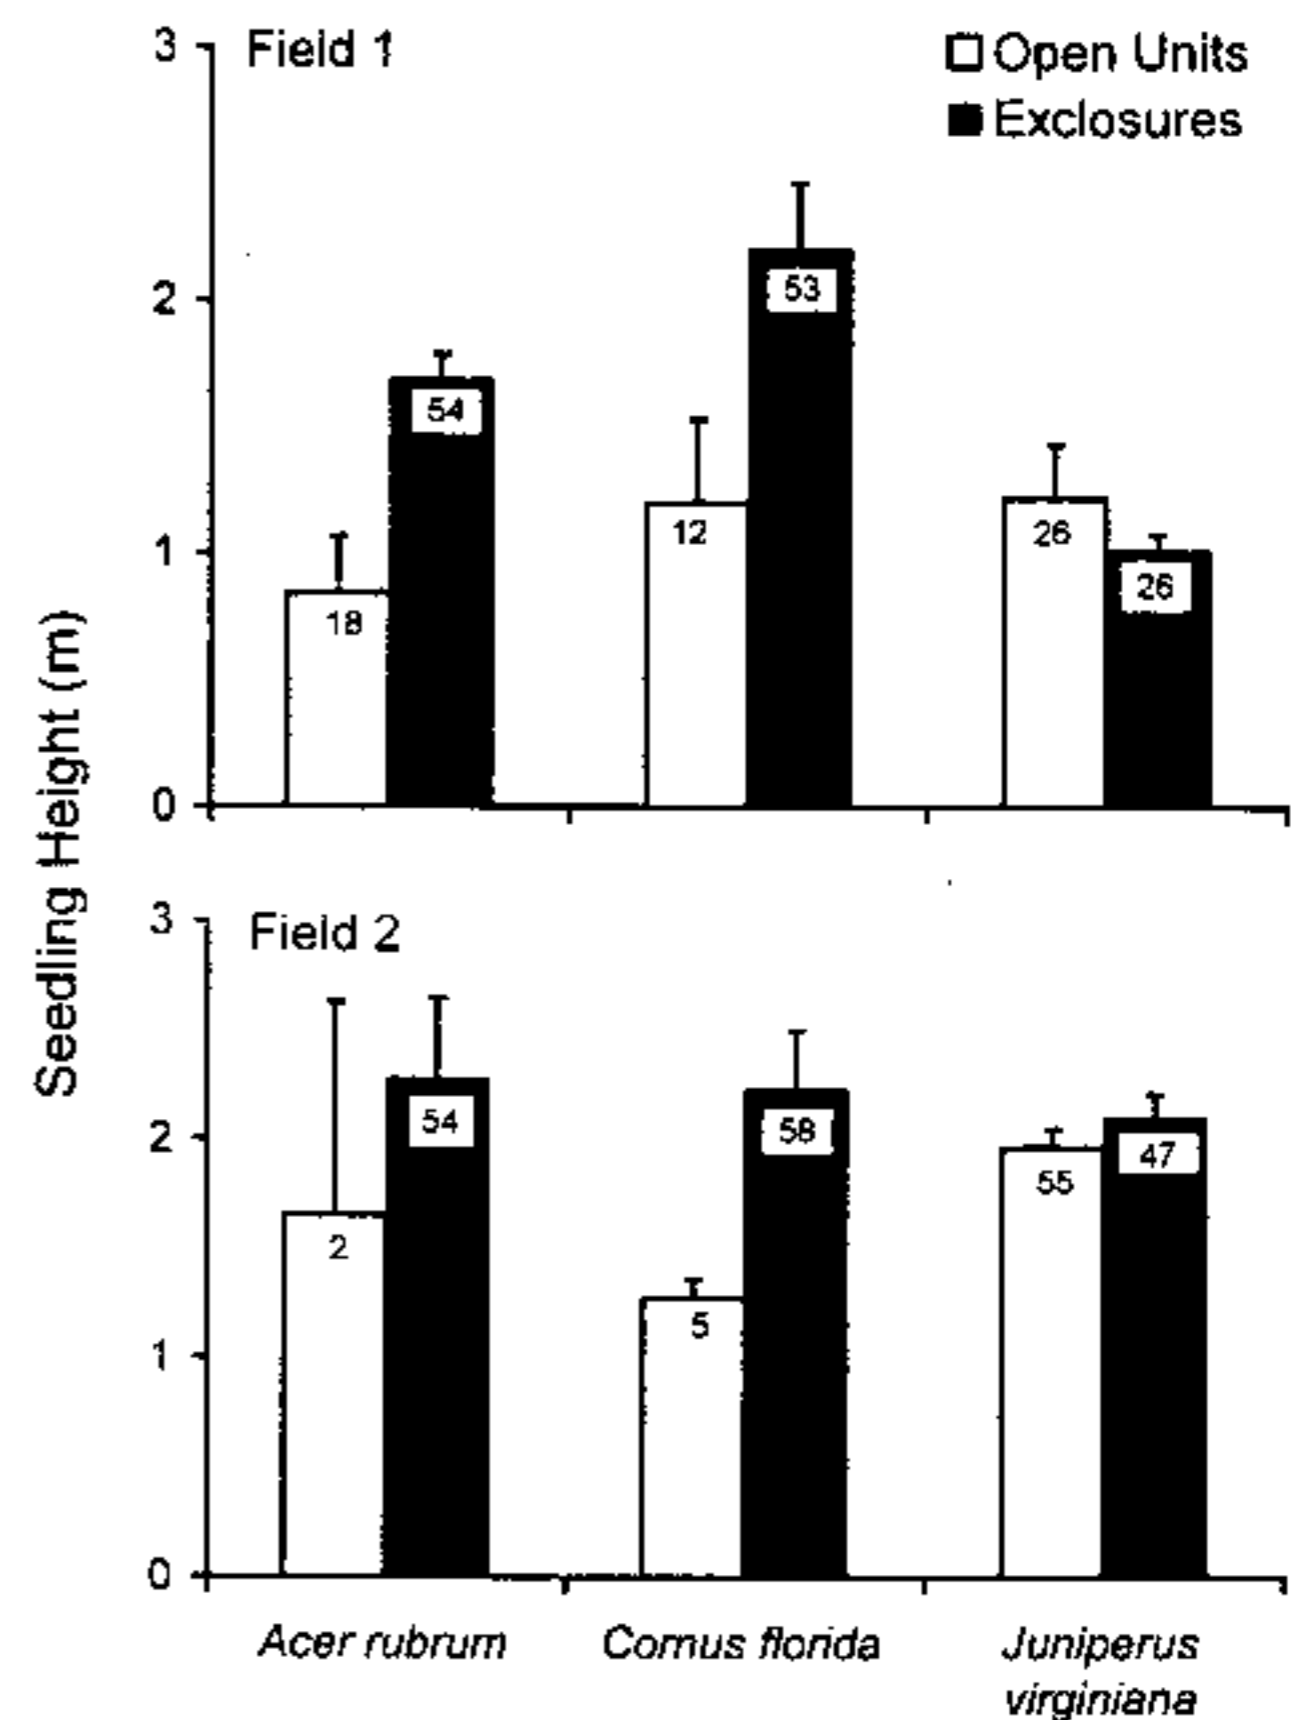 3
Field 1
Open Units
Exclosures
2
1
0
54
53
18
12
26
26
Seedling Height (m)
3
Field 2
2
1
0
2
54
5
58
55
47
Acer rubrum
Cornus florida
Juniperus
virginiana